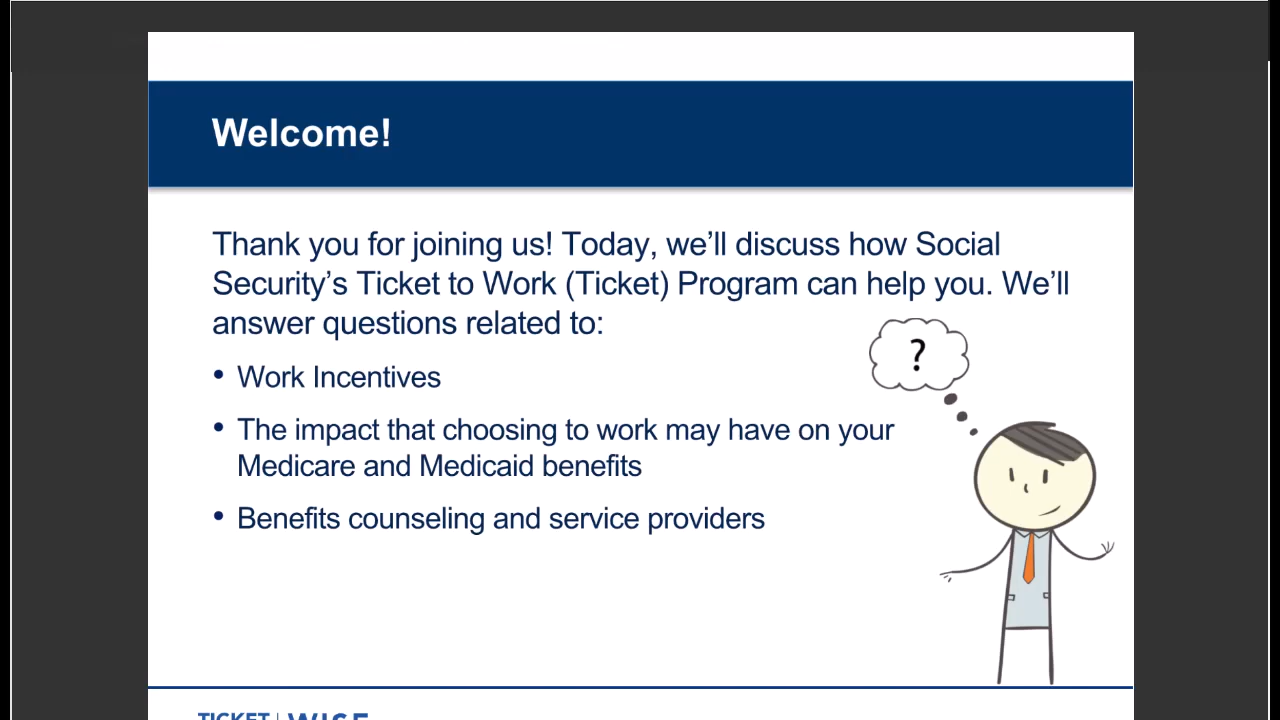 Welcome!
Thank you for joining us! Today, we’ll discuss how Social
Security’s Ticket to Work (Ticket) Program can help you. We’ll
answer questions related to:
• Work Incentives
• The impact that choosing to work may have on your
Medicare and Medicaid benefits
• Benefits counseling and service providers
?
TICKET | WISE